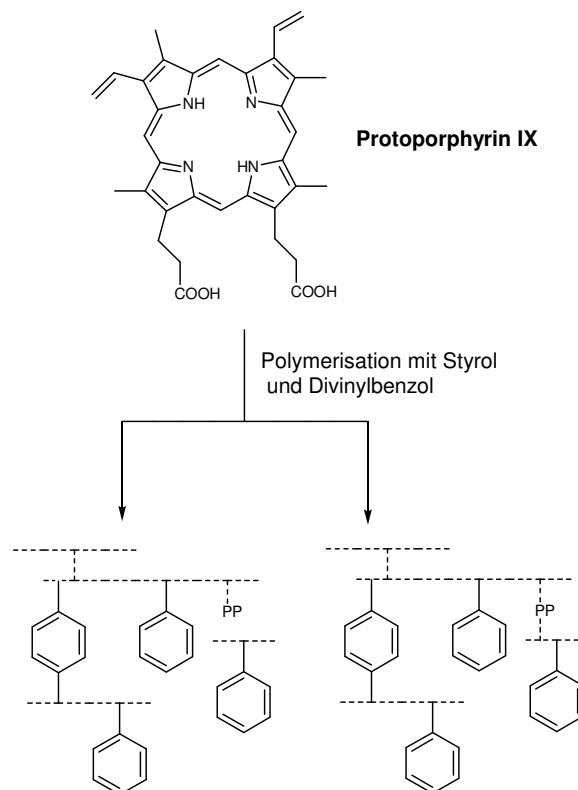 NH
N
Protoporphyrin IX
N
HN
COOH
COOH
Polymerisation mit Styrol
und Divinylbenzol
PP
PP